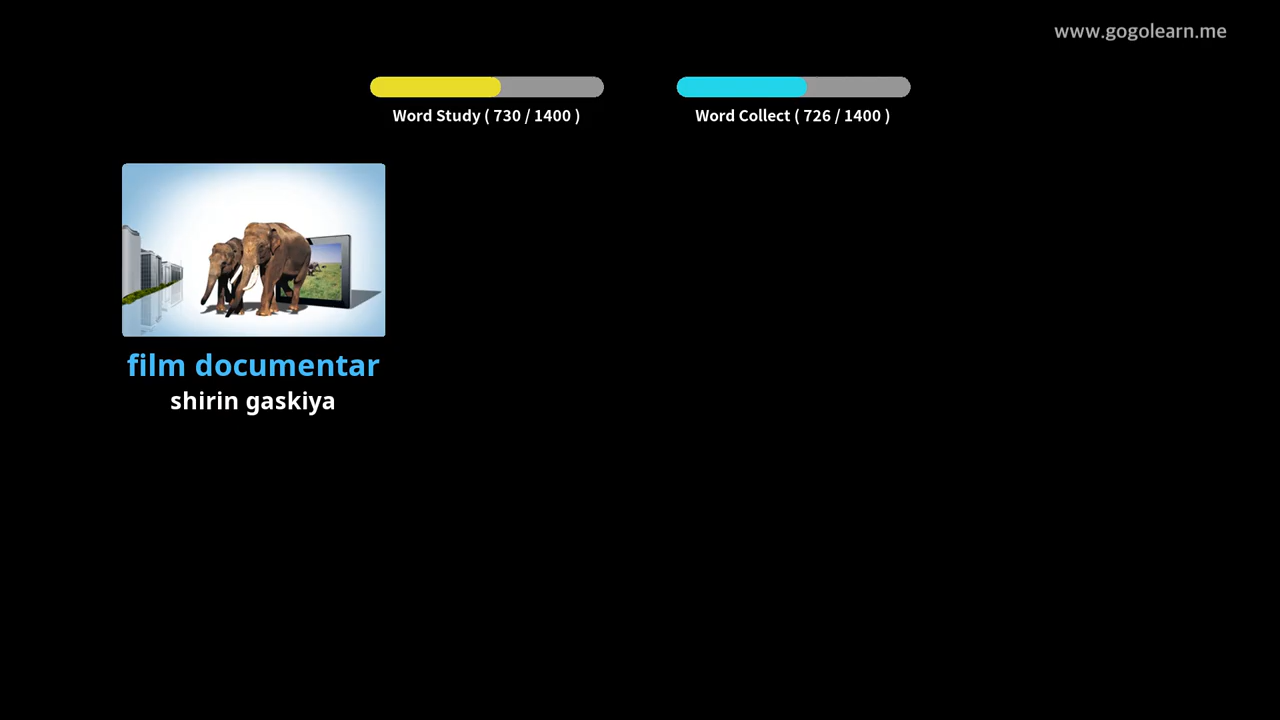 www.gogolearn.me
Word Study ( 730 / 1400 )
Word Collect ( 726 / 1400 )
film documentar
shirin gaskiya